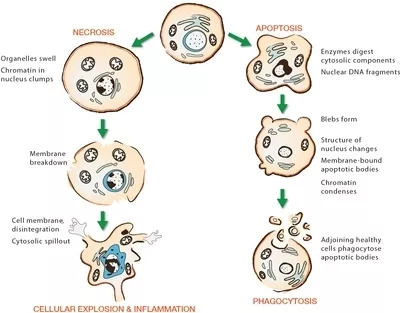 NECROSIS
APOPTOSIS
Organelles swell
Chromatin in
nucleus clumps
Enzymes digest
cytosolic components
Nuclear DNA fragments
Membrane
breakdown
Blebs form
Structure of
nucleus changes
Membrane-bound
apoptotic bodies
Chromatin
condenses
Cell membrane,
disintegration
Cytosolic spillout
Adjoining healthy
cells phagocytose
apoptotic bodies
CELLULAR EXPLOSION & INFLAMMATION
PHAGOCYTOSIS